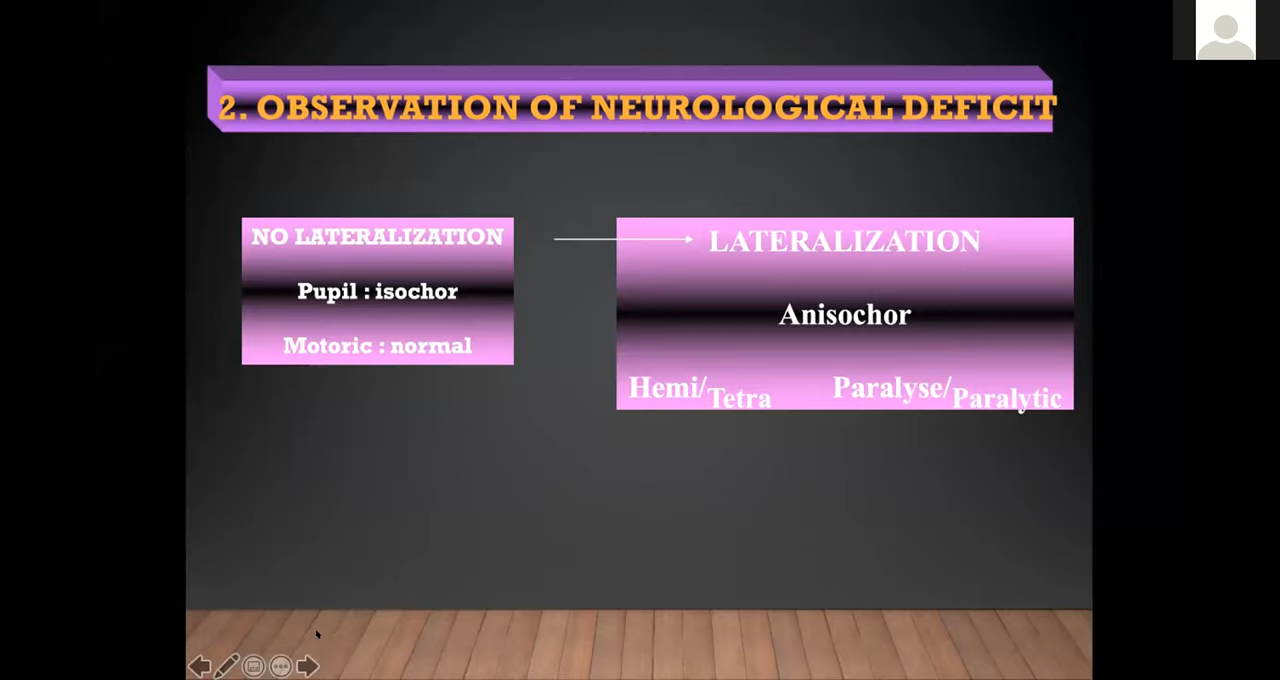 2. OBSERVATION OF NEUROLOGICAL DEFICIT
NO LATERALIZATION
Pupil : isochor
Motoric : normal
LATERALIZATION
Anisochor
Hemi/Tetra Paralyse/Paralytic